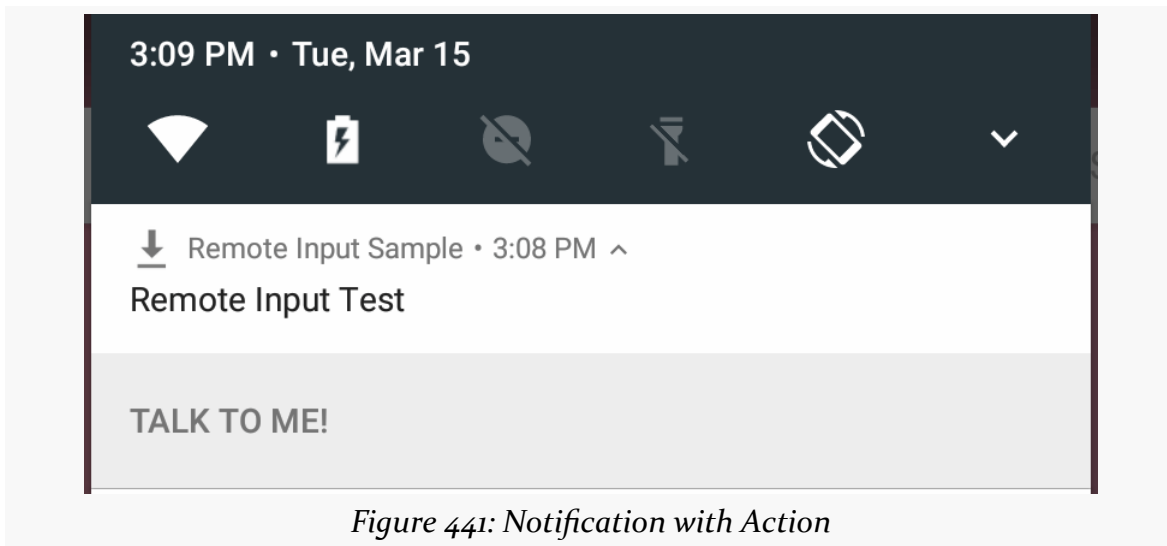 3:09 PM • Tue, Mar 15
Remote Input Sample • 3:08 PM
Remote Input Test
TALK TO ME!
Figure 441: Notification with Action